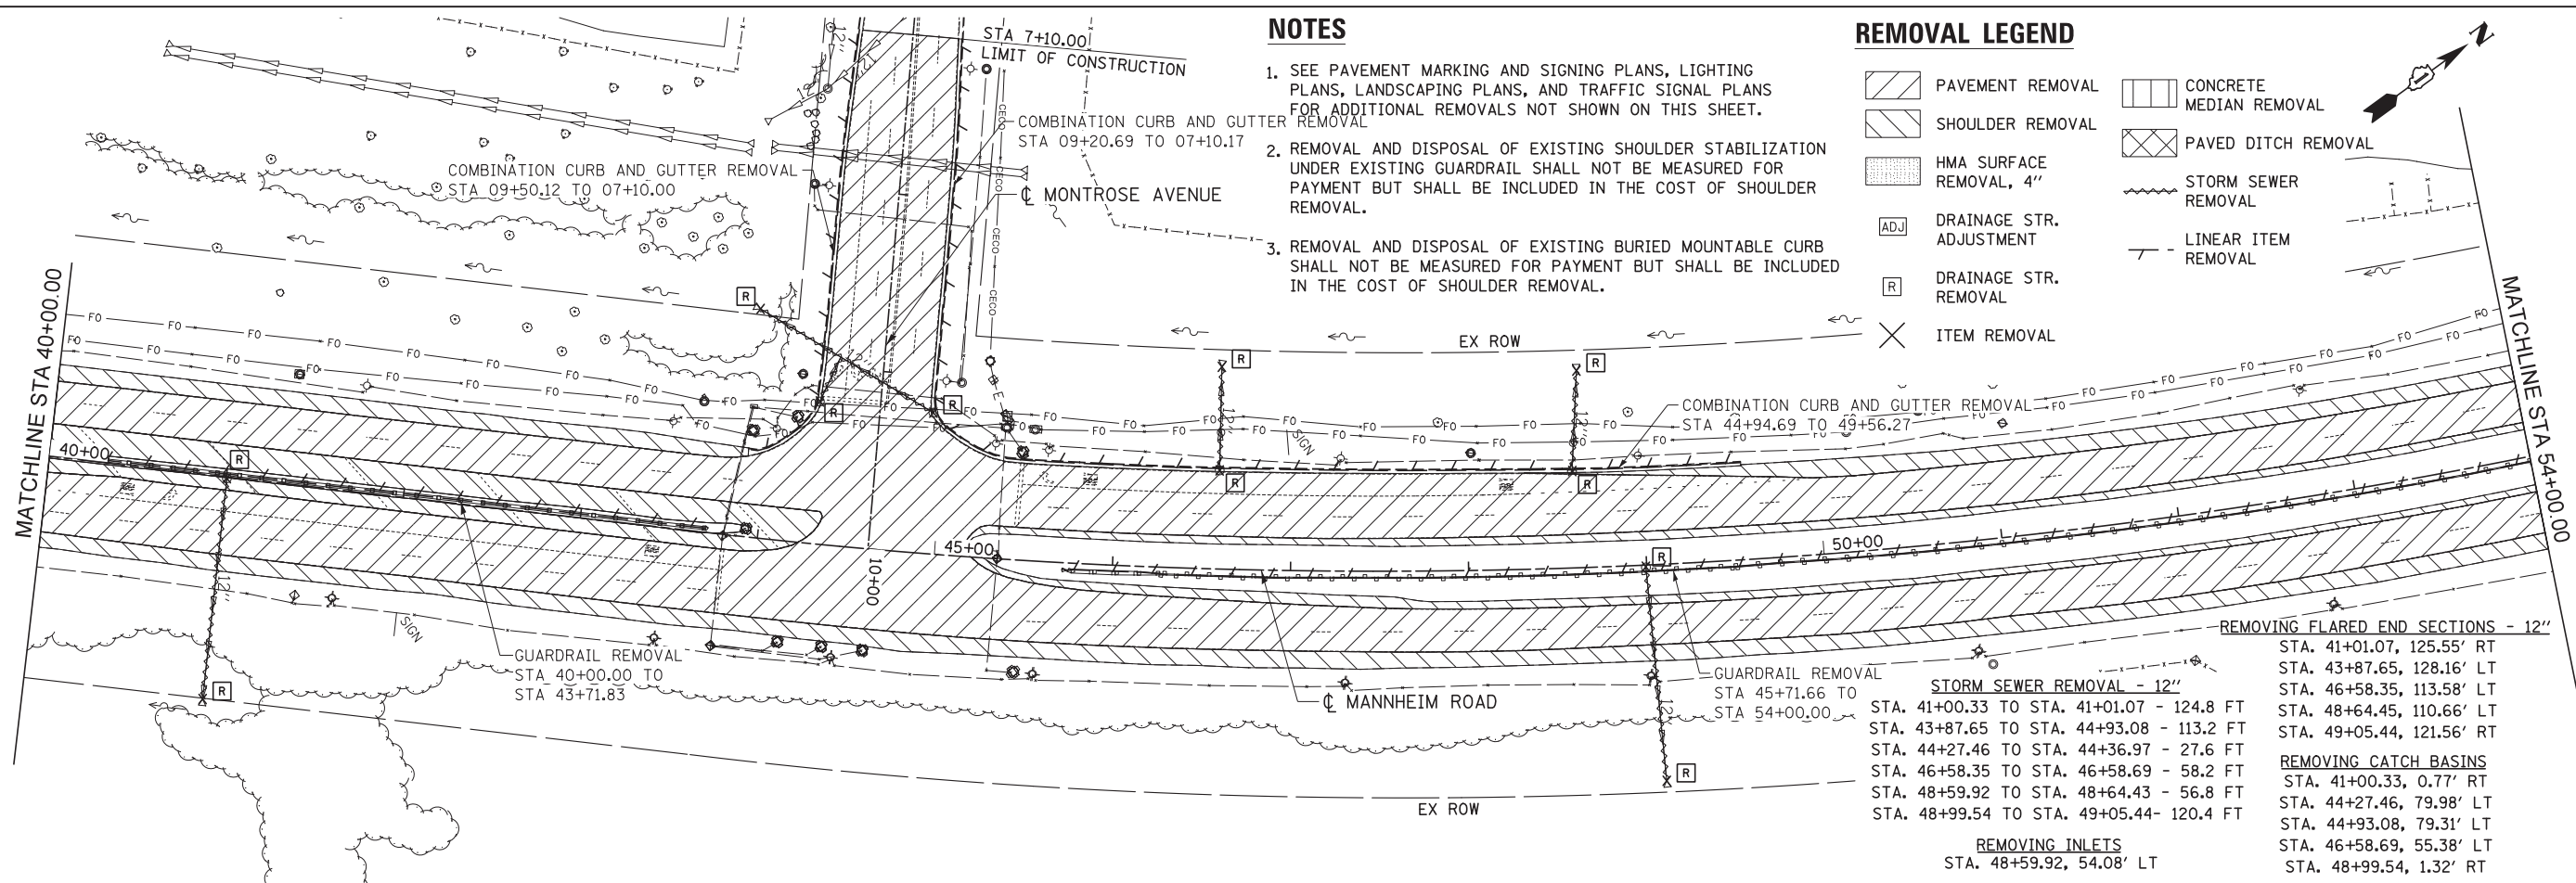 NOTES
1. SEE PAVEMENT MARKING AND SIGNING PLANS, LIGHTING
PLANS, LANDSCAPING PLANS, AND TRAFFIC SIGNAL PLANS
FOR ADDITIONAL REMOVALS NOT SHOWN ON THIS SHEET.
2. REMOVAL AND DISPOSAL OF EXISTING SHOULDER STABILIZATION
UNDER EXISTING GUARDRAIL SHALL NOT BE MEASURED FOR
PAYMENT BUT SHALL BE INCLUDED IN THE COST OF SHOULDER
REMOVAL.
3. REMOVAL AND DISPOSAL OF EXISTING BURIED MOUNTABLE CURB
SHALL NOT BE MEASURED FOR PAYMENT BUT SHALL BE INCLUDED
IN THE COST OF SHOULDER REMOVAL.
REMOVAL LEGEND
PAVEMENT REMOVAL
SHOULDER REMOVAL
HMA SURFACE
REMOVAL, 4"
ADJ
DRAINAGE STR.
ADJUSTMENT
R
DRAINAGE STR.
REMOVAL
ITEM REMOVAL
CONCRETE
MEDIAN REMOVAL
PAVED DITCH REMOVAL
STORM SEWER
REMOVAL
LINEAR ITEM
REMOVAL
N
STA 7+10.00
LIMIT OF CONSTRUCTION
COMBINATION CURB AND GUTTER REMOVAL
STA 09+20.69 TO 07+10.17
COMBINATION CURB AND GUTTER REMOVAL
STA 09+50.12 TO 07+10.00
℄ MONTROSE AVENUE
CECO
CECO
CECO
12"
MATCHLINE STA 40+00.00
MATCHLINE STA 54+00.00
EX ROW
FO
FO
FO
FO
R
R
R
R
R
R
R
COMBINATION CURB AND GUTTER REMOVAL
STA 44+94.69 TO 49+56.27
SIGN
E
12"
12"
40+00
R
45+00
10+00
50+00
R
12"
SIGN
R
GUARDRAIL REMOVAL
STA 40+00.00 TO
STA 43+71.83
℄ MANNHEIM ROAD
GUARDRAIL REMOVAL
STA 45+71.66 TO
STA 54+00.00
12"
R
EX ROW
STORM SEWER REMOVAL - 12"
STA. 41+00.33 TO STA. 41+01.07 - 124.8 FT
STA. 43+87.65 TO STA. 44+93.08 - 113.2 FT
STA. 44+27.46 TO STA. 44+36.97 - 27.6 FT
STA. 46+58.35 TO STA. 46+58.69 - 58.2 FT
STA. 48+59.92 TO STA. 48+64.43 - 56.8 FT
STA. 48+99.54 TO STA. 49+05.44- 120.4 FT
REMOVING INLETS
STA. 48+59.92, 54.08' LT
REMOVING FLARED END SECTIONS - 12"
STA. 41+01.07, 125.55' RT
STA. 43+87.65, 128.16' LT
STA. 46+58.35, 113.58' LT
STA. 48+64.45, 110.66' LT
STA. 49+05.44, 121.56' RT
REMOVING CATCH BASINS
STA. 41+00.33, 0.77' RT
STA. 44+27.46, 79.98' LT
STA. 44+93.08, 79.31' LT
STA. 46+58.69, 55.38' LT
STA. 48+99.54, 1.32' RT